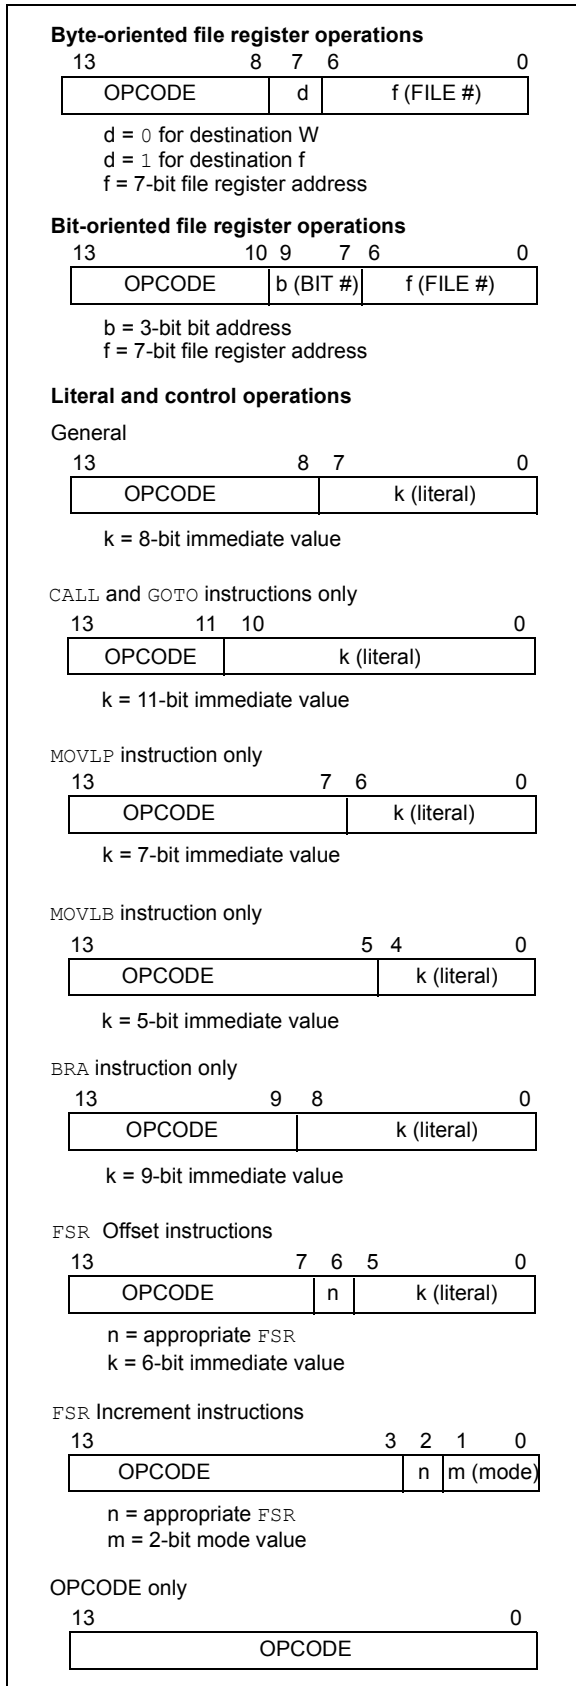 Byte-oriented file register operations
13 8 7 6 0
OPCODE d f (FILE #)
d = 0 for destination W
d = 1 for destination f
f = 7-bit file register address
Bit-oriented file register operations
13 10 9 7 6 0
OPCODE b (BIT #) f (FILE #)
b = 3-bit bit address
f = 7-bit file register address
Literal and control operations
General
13 8 7 0
OPCODE k (literal)
k = 8-bit immediate value
CALL and GOTO instructions only
13 11 10 0
OPCODE k (literal)
k = 11-bit immediate value
MOVLP instruction only
13 7 6 0
OPCODE k (literal)
k = 7-bit immediate value
MOVLB instruction only
13 5 4 0
OPCODE k (literal)
k = 5-bit immediate value
BRA instruction only
13 9 8 0
OPCODE k (literal)
k = 9-bit immediate value
FSR Offset instructions
13 7 6 5 0
OPCODE n k (literal)
n = appropriate FSR
k = 6-bit immediate value
FSR Increment instructions
13 3 2 1 0
OPCODE n m (mode)
n = appropriate FSR
m = 2-bit mode value
OPCODE only
13 0
OPCODE